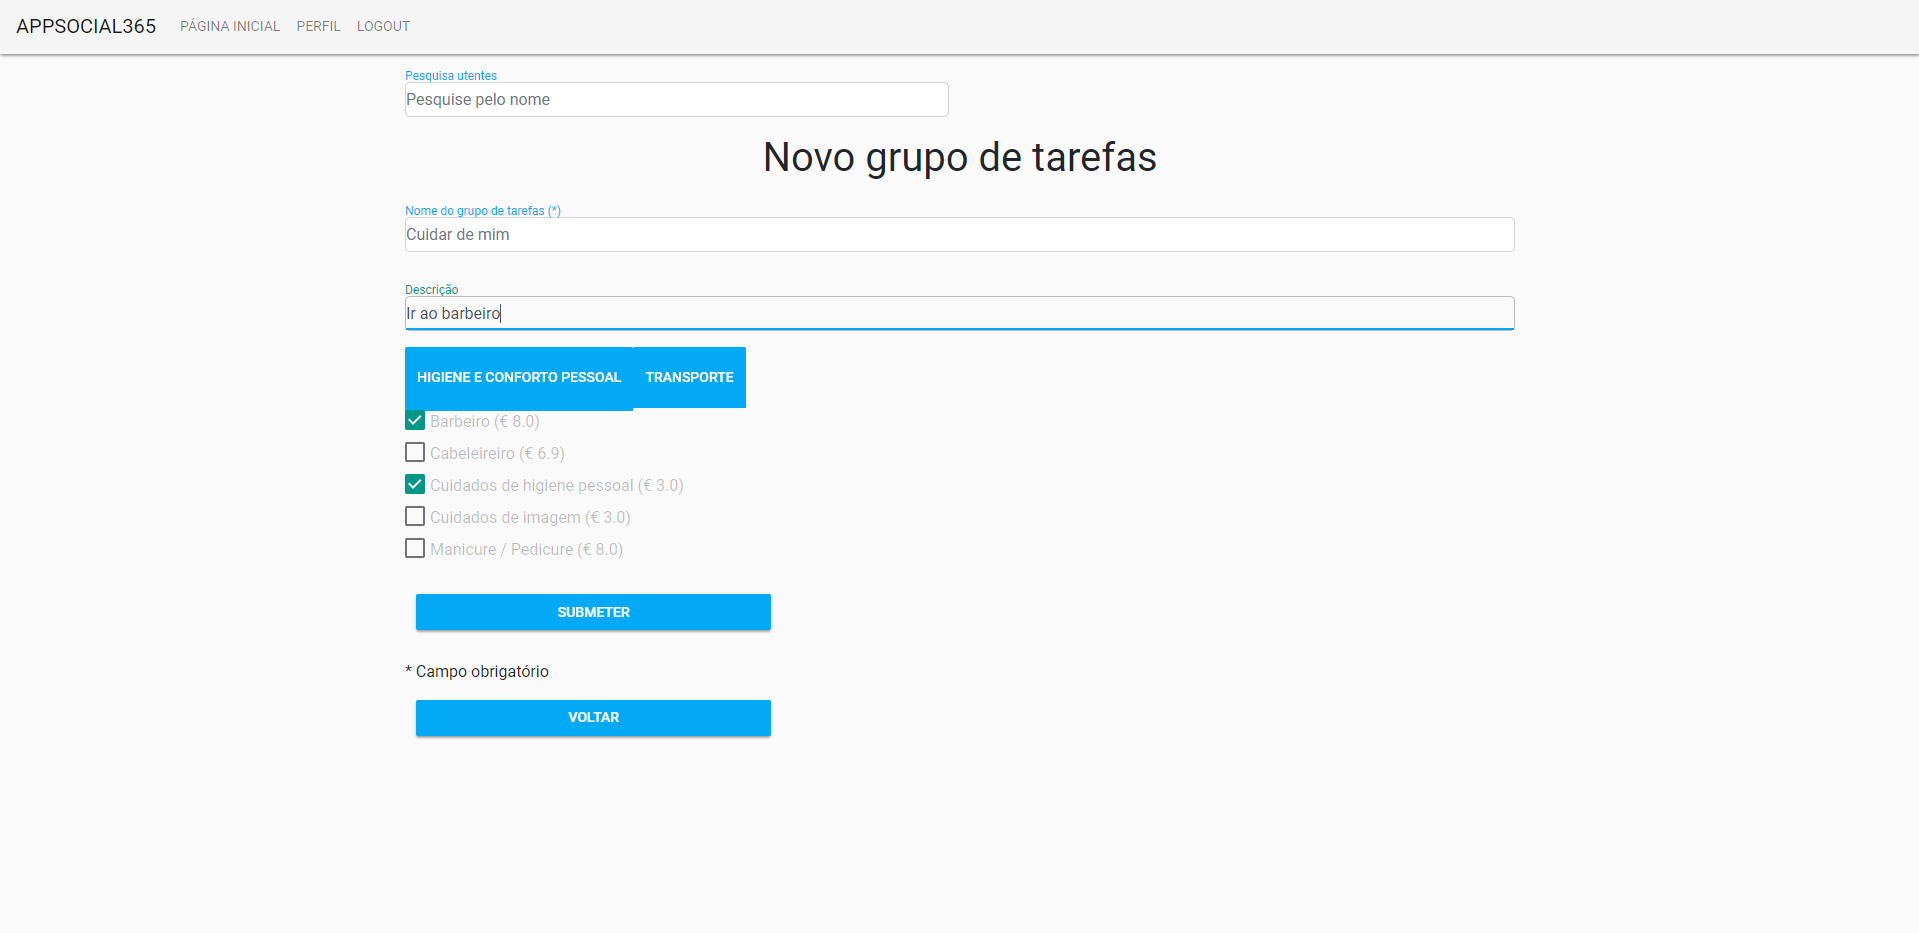 APPSOCIAL365 PÁGINA INICIAL PERFIL LOGOUT
Pesquisa utentes
Pesquise pelo nome
Novo grupo de tarefas
Nome do grupo de tarefas (*)
Cuidar de mim
Descrição
Ir ao barbeiro
HIGIENE E CONFORTO PESSOAL TRANSPORTE
Barbeiro (€ 8.0)
Cabeleireiro (€ 6.9)
Cuidados de higiene pessoal (€ 3.0)
Cuidados de imagem (€ 3.0)
Manicure / Pedicure (€ 8.0)
SUBMETER
* Campo obrigatório
VOLTAR